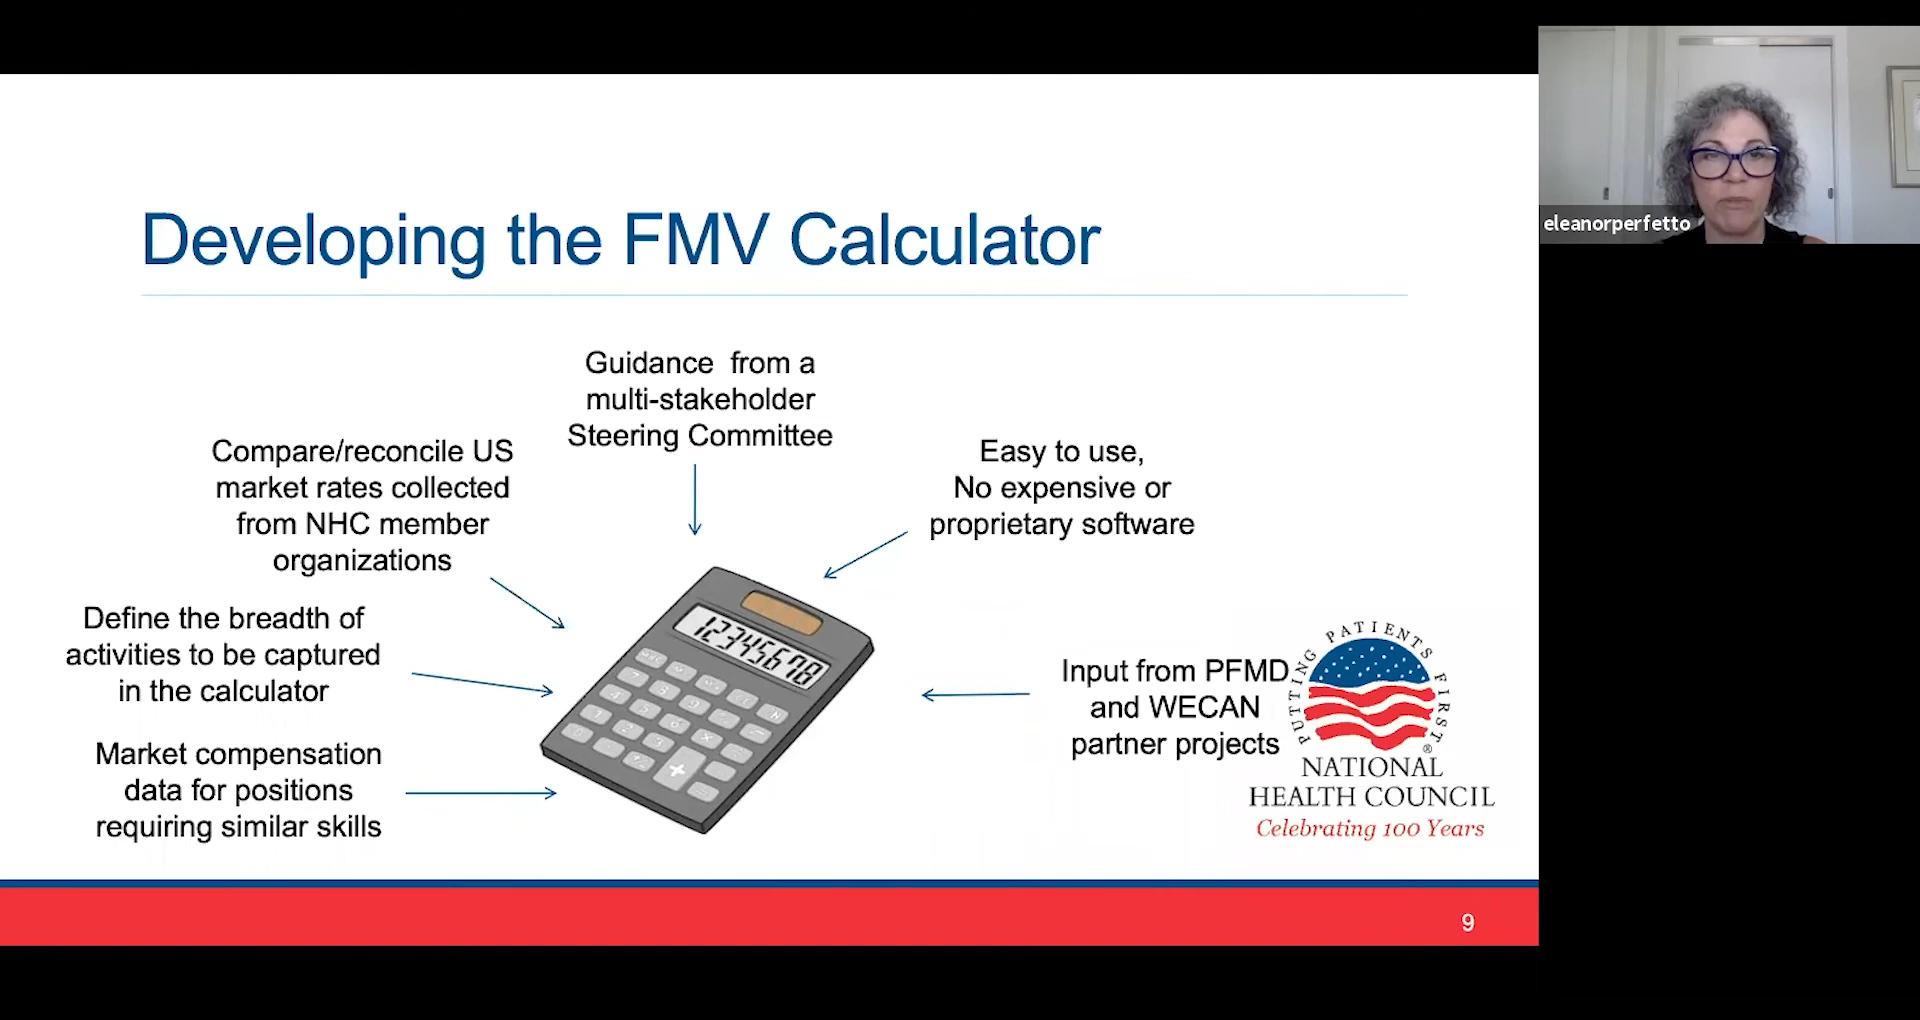 eleanorperfetto
Developing the FMV Calculator
Guidance from a
multi-stakeholder
Steering Committee
Compare/reconcile US
market rates collected
from NHC member
organizations
Easy to use,
No expensive or
proprietary software
Define the breadth of
activities to be captured
in the calculator
Market compensation
data for positions
requiring similar skills
12345678
Input from PFMD
and WECAN
partner projects
PUTTING PATIENTS FIRST
®
NATIONAL
HEALTH COUNCIL
Celebrating 100 Years
9